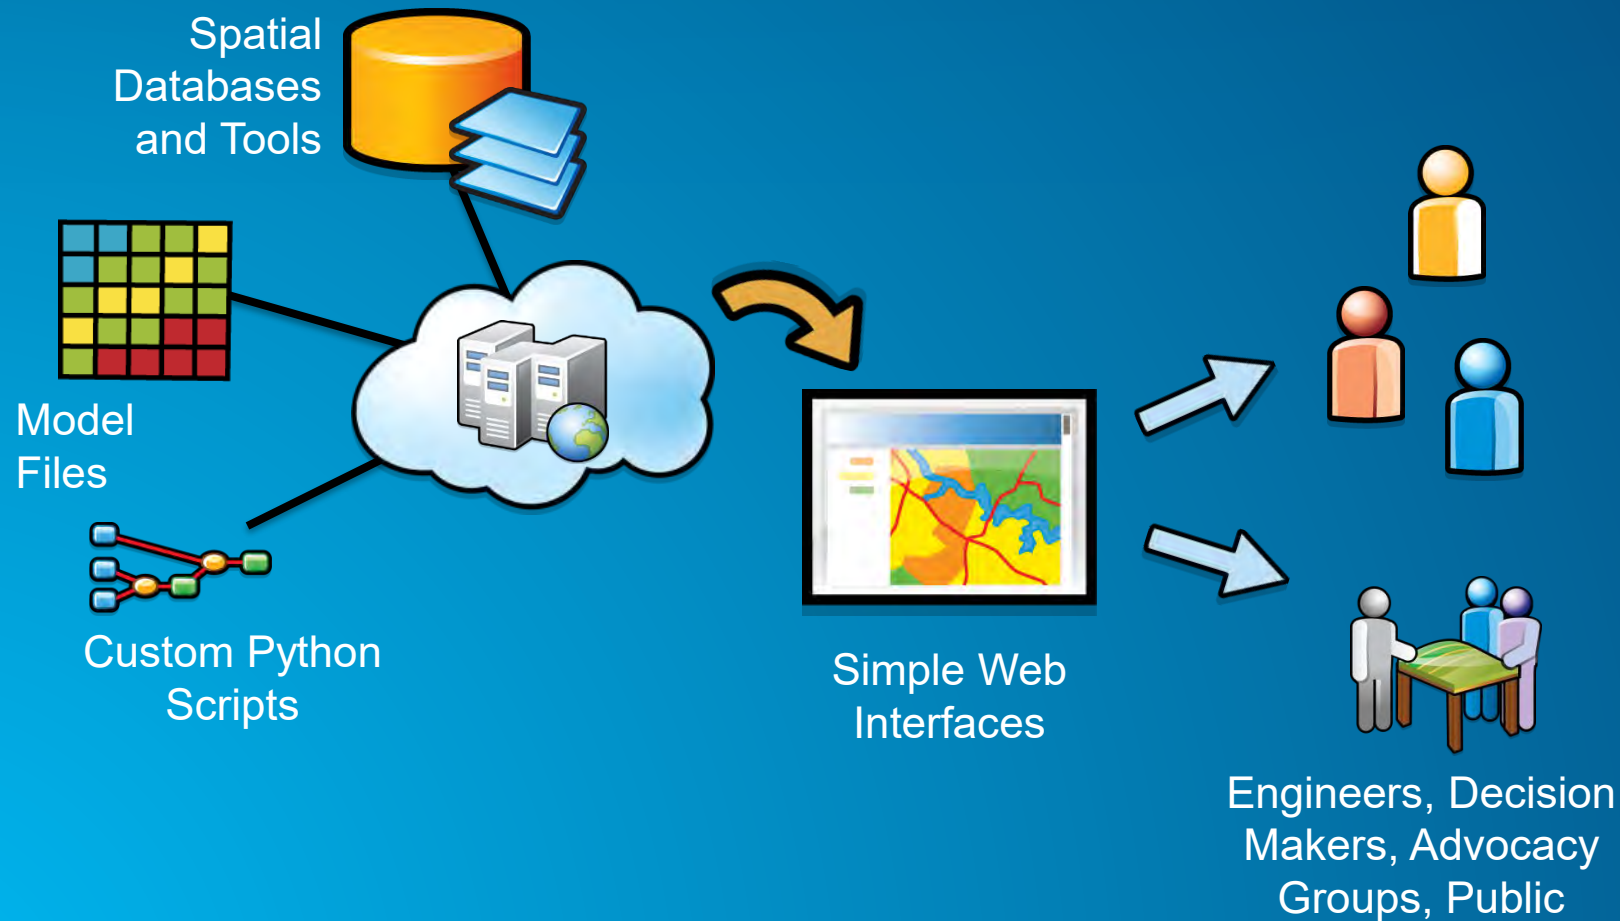 Spatial
Databases
and Tools
Model
Files
Custom Python
Scripts
Simple Web
Interfaces
Engineers, Decision
Makers, Advocacy
Groups, Public